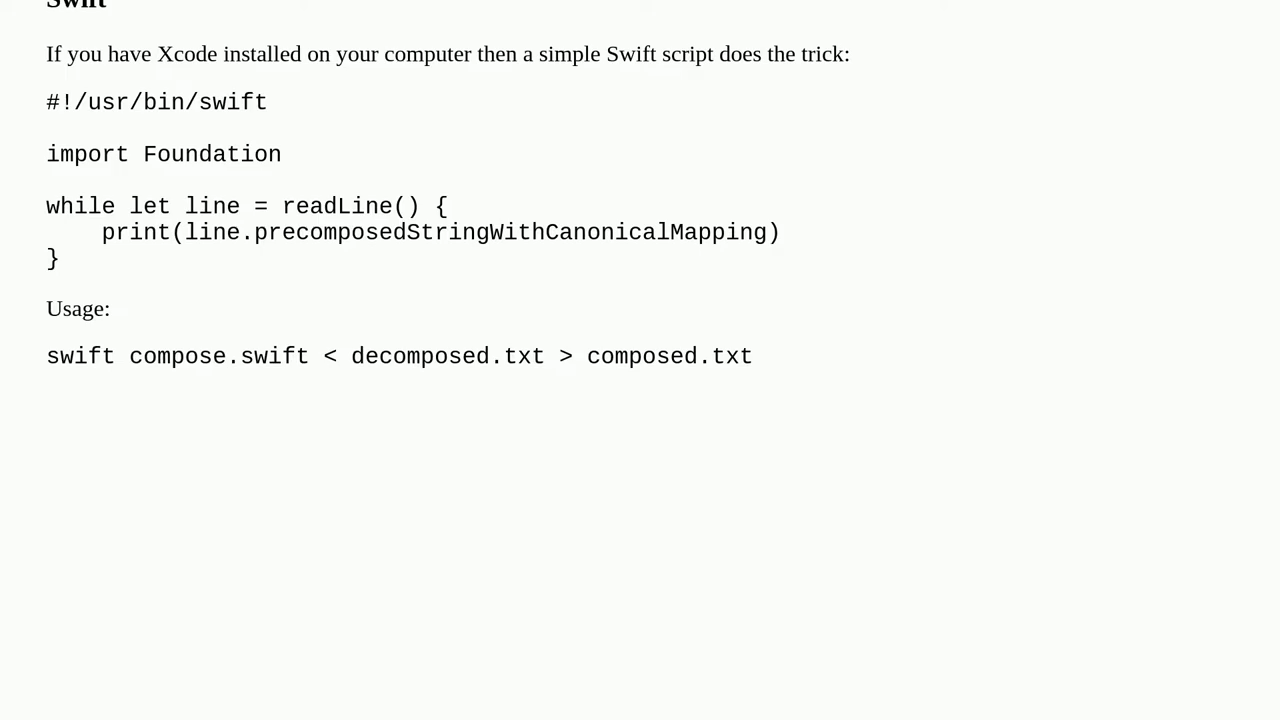 Swift
If you have Xcode installed on your computer then a simple Swift script does the trick:
#!/usr/bin/swift
import Foundation
while let line = readLine() {
    print(line.precomposedStringWithCanonicalMapping)
}
Usage:
swift compose.swift < decomposed.txt > composed.txt